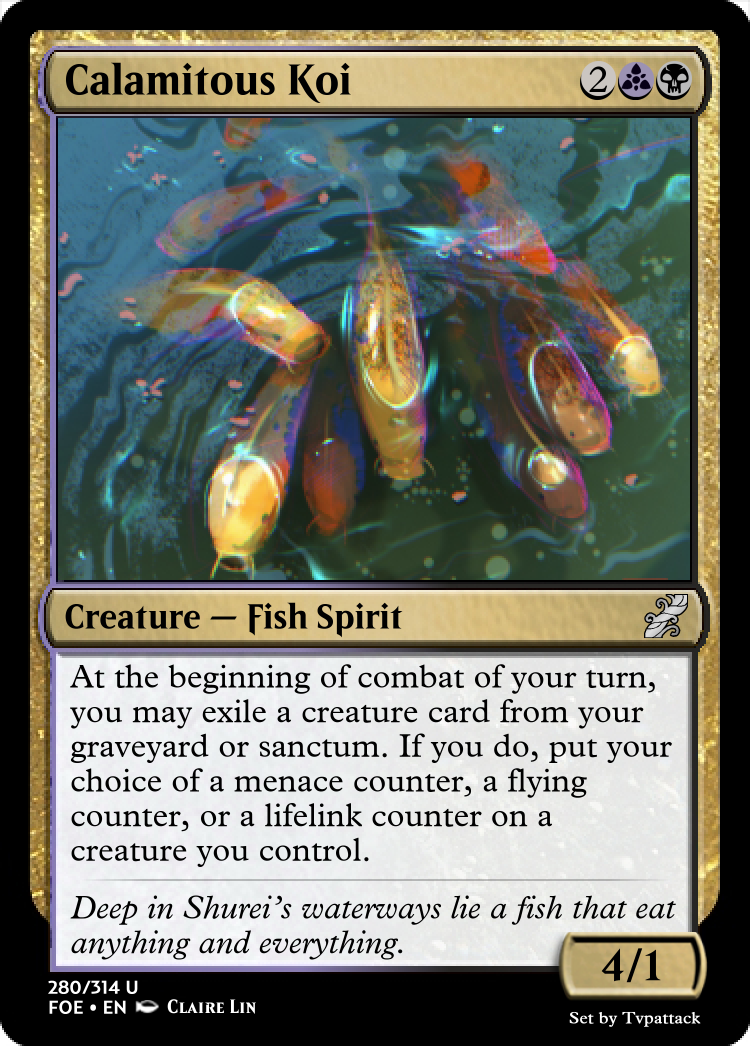 Calamitous Koi
2
Creature — Fish Spirit
At the beginning of combat of your turn,
you may exile a creature card from your
graveyard or sanctum. If you do, put your
choice of a menace counter, a flying
counter, or a lifelink counter on a
creature you control.
Deep in Shurei's waterways lie a fish that eat
anything and everything.
4/1
280/314 U
FOE • EN CLAIRE LIN
Set by Tvpattack